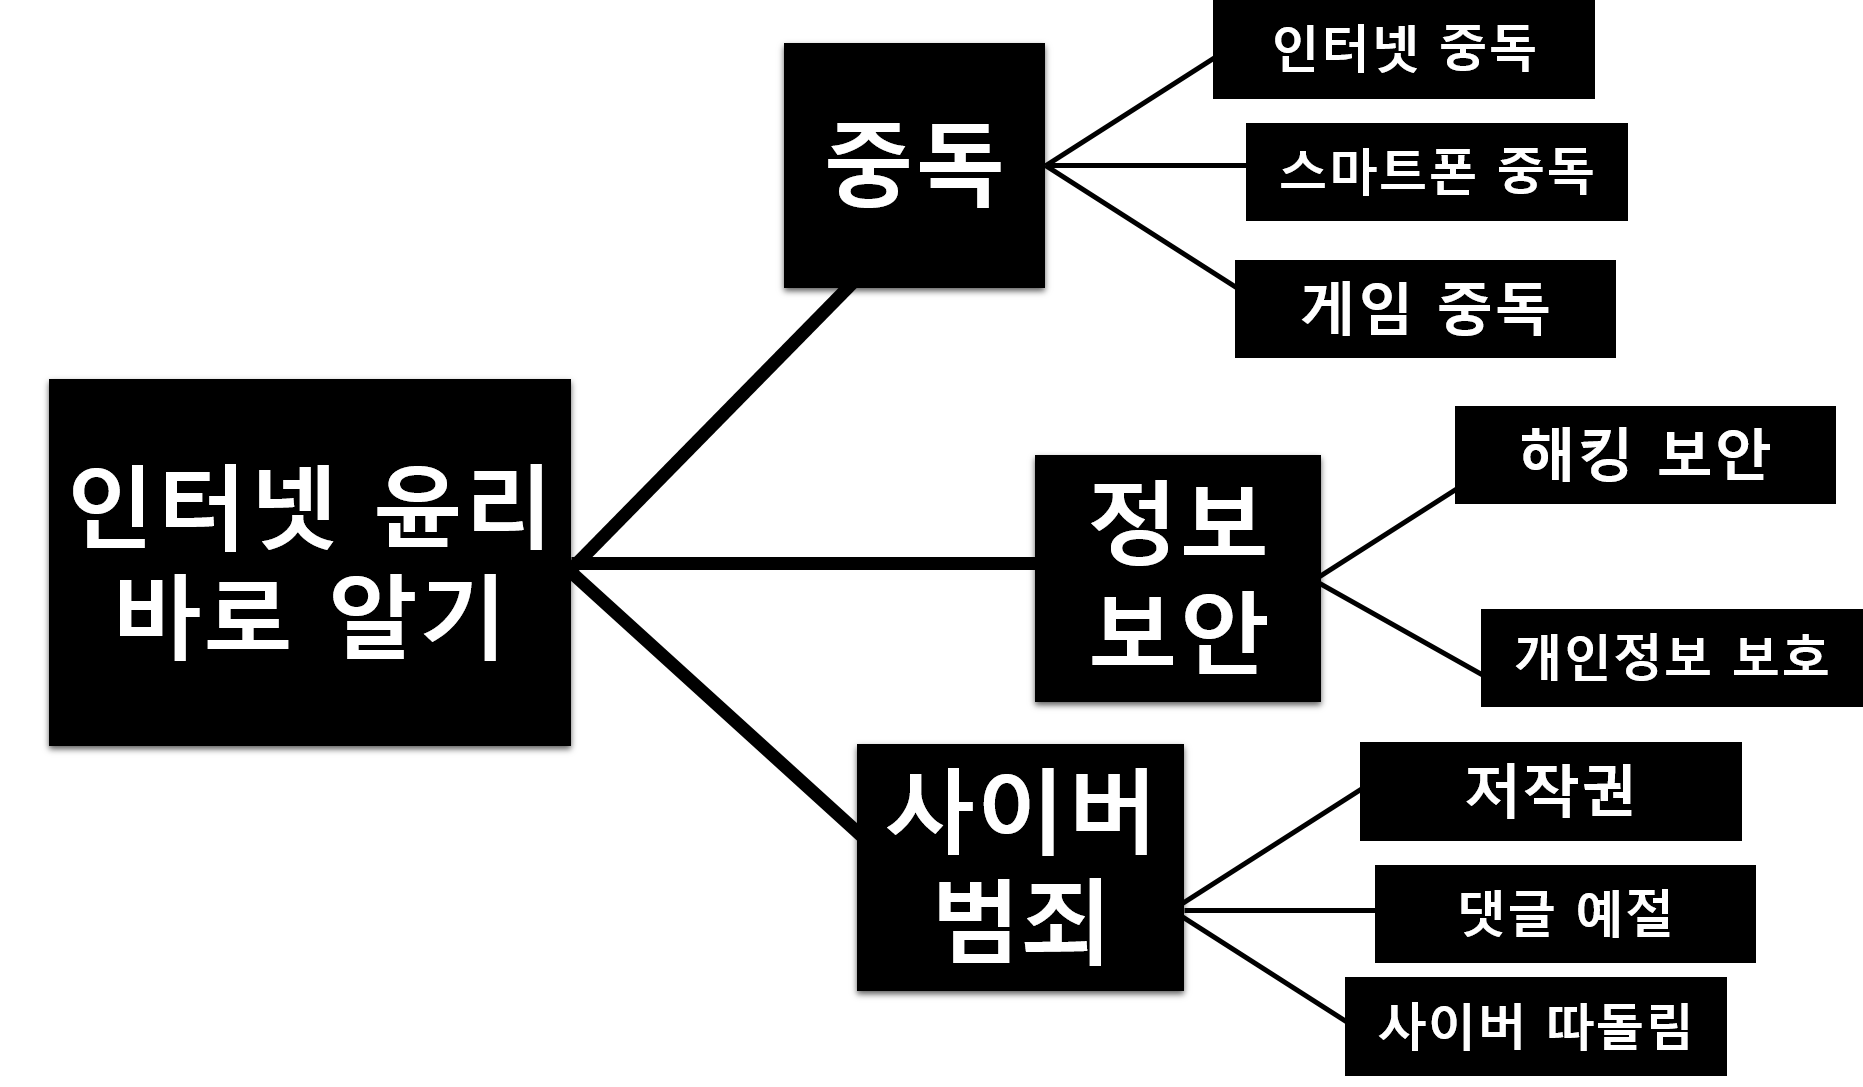 인터넷 윤리
바로 알기
중독
인터넷 중독
스마트폰 중독
게임 중독
정보
보안
해킹 보안
개인정보 보호
사이버
범죄
저작권
댓글 예절
사이버 따돌림